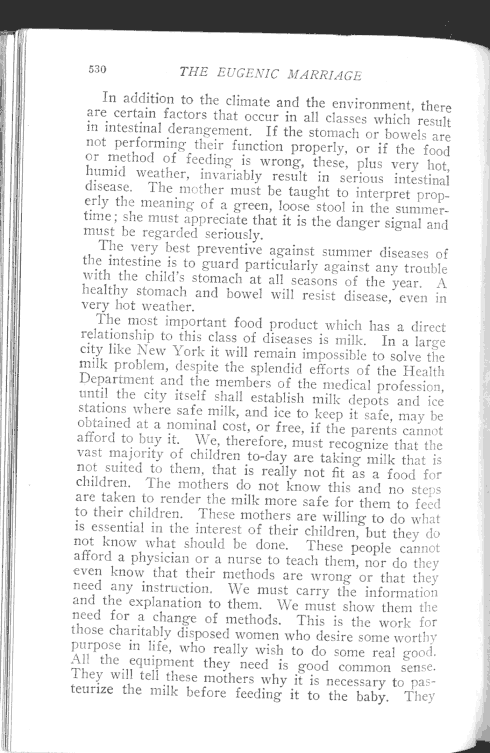 530 THE EUGENIC MARRIAGE
In addition to the climate and the environment, there
are certain factors that occur in all classes which result
in intestinal derangement. If the stomach or bowels are
not performing their function properly, or if the food
or method of feeding is wrong, these, plus very hot,
humid weather, invariably result in serious intestinal
disease. The mother must be taught to interpret prop-
erly the meaning of a green, loose stool in the summer-
time; she must appreciate that it is the danger signal and
must be regarded seriously.
The very best preventive against summer diseases of
the intestine is to guard particularly against any trouble
with the child's stomach at all seasons of the year. A
healthy stomach and bowel will resist disease, even in
very hot weather.
The most important food product which has a direct
relationship to this class of diseases is milk. In a large
city like New York it will remain impossible to solve the
milk problem, despite the splendid efforts of the Health
Department and the members of the medical profession,
until the city itself shall establish milk depots and ice
stations where safe milk, and ice to keep it safe, may be
obtained at a nominal cost, or free, if the parents cannot
afford to buy it. We, therefore, must recognize that the
vast majority of children to-day are taking milk that is
not suited to them, that is really not fit as a food for
children. The mothers do not know this and no steps
are taken to render the milk more safe for them to feed
to their children. These mothers are willing to do what
is essential in the interest of their children, but they do
not know what should be done. These people cannot
afford a physician or a nurse to teach them, nor do they
even know that their methods are wrong or that they
need any instruction. We must carry the information
and the explanation to them. We must show them the
need for a change of methods. This is the work for
those charitably disposed women who desire some worthy
purpose in life, who really wish to do some real good.
All the equipment they need is good common sense.
They will tell these mothers why it is necessary to pas-
teurize the milk before feeding it to the baby. They